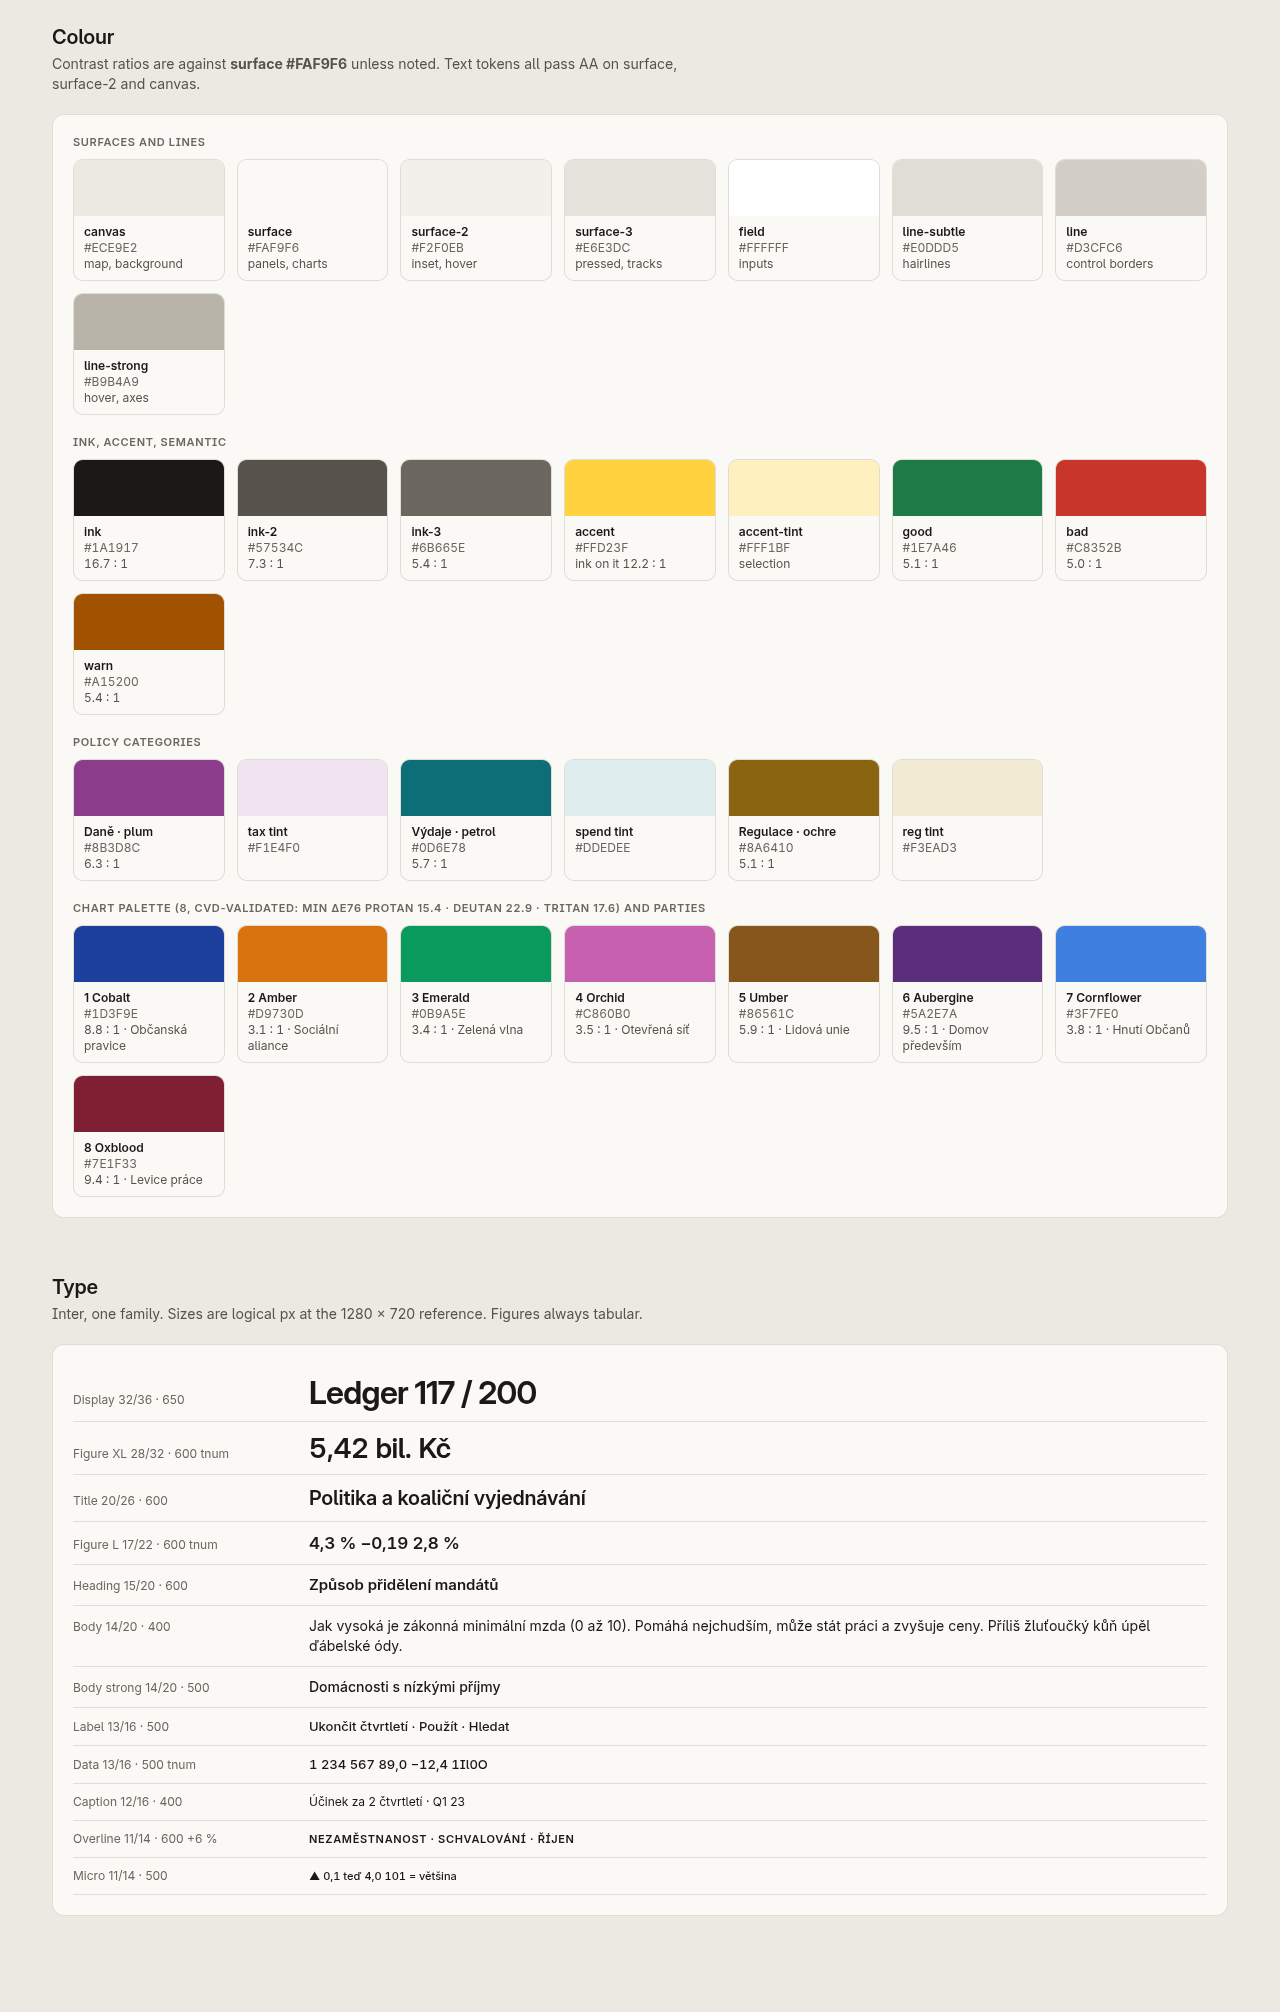 Colour
Contrast ratios are against surface #FAF9F6 unless noted. Text tokens all pass AA on surface,
surface-2 and canvas.
SURFACES AND LINES
canvas
#ECE9E2
map, background
surface
#FAF9F6
panels, charts
surface-2
#F2F0EB
inset, hover
surface-3
#E6E3DC
pressed, tracks
field
#FFFFFF
inputs
line-subtle
#E0DDD5
hairlines
line
#D3CFC6
control borders
line-strong
#B9B4A9
hover, axes
INK, ACCENT, SEMANTIC
ink
#1A1917
16.7 : 1
ink-2
#57534C
7.3 : 1
ink-3
#6B665E
5.4 : 1
accent
#FFD23F
ink on it 12.2 : 1
accent-tint
#FFF1BF
selection
good
#1E7A46
5.1 : 1
bad
#C8352B
5.0 : 1
warn
#A15200
5.4 : 1
POLICY CATEGORIES
Daně · plum
#8B3D8C
6.3 : 1
tax tint
#F1E4F0
Výdaje · petrol
#0D6E78
5.7 : 1
spend tint
#DDEDEE
Regulace · ochre
#8A6410
5.1 : 1
reg tint
#F3EAD3
CHART PALETTE (8, CVD-VALIDATED: MIN ΔE76 PROTAN 15.4 · DEUTAN 22.9 · TRITAN 17.6) AND PARTIES
1 Cobalt
#1D3F9E
8.8 : 1 · Občanská
pravice
2 Amber
#D9730D
3.1 : 1 · Sociální
aliance
3 Emerald
#0B9A5E
3.4 : 1 · Zelená vlna
4 Orchid
#C860B0
3.5 : 1 · Otevřená síť
5 Umber
#86561C
5.9 : 1 · Lidová unie
6 Aubergine
#5A2E7A
9.5 : 1 · Domov
především
7 Cornflower
#3F7FE0
3.8 : 1 · Hnutí Občanů
8 Oxblood
#7E1F33
9.4 : 1 · Levice práce
Type
Inter, one family. Sizes are logical px at the 1280 × 720 reference. Figures always tabular.
Display 32/36 · 650
Ledger 117 / 200
Figure XL 28/32 · 600 tnum
5,42 bil. Kč
Title 20/26 · 600
Politika a koaliční vyjednávání
Figure L 17/22 · 600 tnum
4,3 % −0,19 2,8 %
Heading 15/20 · 600
Způsob přidělení mandátů
Body 14/20 · 400
Jak vysoká je zákonná minimální mzda (0 až 10). Pomáhá nejchudším, může stát práci a zvyšuje ceny. Příliš žluťoučký kůň úpěl
ďábelské ódy.
Body strong 14/20 · 500
Domácnosti s nízkými příjmy
Label 13/16 · 500
Ukončit čtvrtletí · Použít · Hledat
Data 13/16 · 500 tnum
1 234 567 89,0 −12,4 1Il0O
Caption 12/16 · 400
Účinek za 2 čtvrtletí · Q1 23
Overline 11/14 · 600 +6 %
NEZAMĚSTNANOST · SCHVALOVÁNÍ · ŘÍJEN
Micro 11/14 · 500
▲ 0,1 teď 4,0 101 = většina